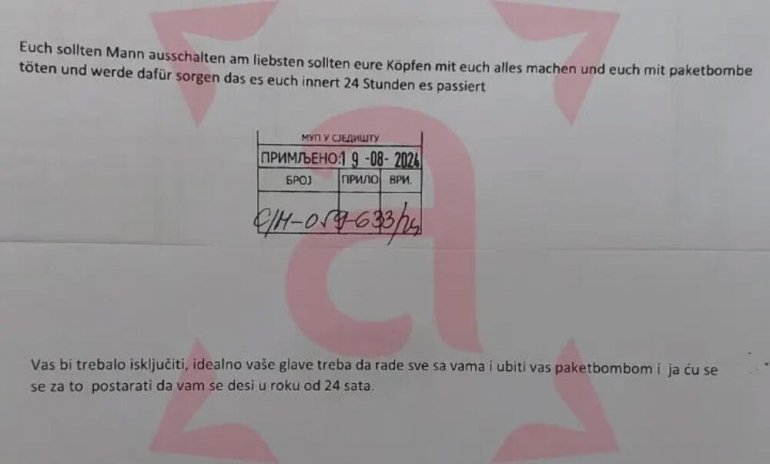 Euch sollten Mann ausschalten am liebsten sollten eure Köpfen mit euch alles machen und euch mit paketbombe
töten und werde dafür sorgen das es euch innert 24 Stunden es passiert
МУП У СЈЕДИШТУ
ПРИМЉЕНО: 19 -08- 2024
БРОЈ ПРИЛО ВРИ.
С/М-059-633/24
Vas bi trebalo isključiti, idealno vaše glave treba da rade sve sa vama i ubiti vas paketbombom i ja ću se
se za to postarati da vam se desi u roku od 24 sata.